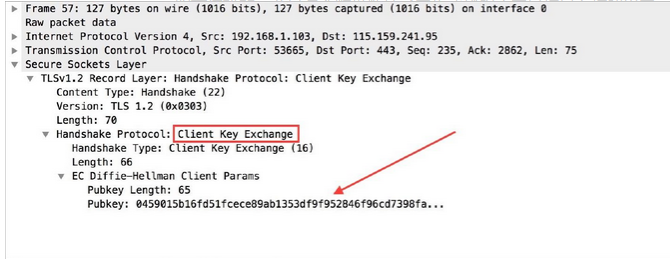 Frame 57: 127 bytes on wire (1016 bits), 127 bytes captured (1016 bits) on interface 0
Raw packet data
Internet Protocol Version 4, Src: 192.168.1.103, Dst: 115.159.241.95
Transmission Control Protocol, Src Port: 53665, Dst Port: 443, Seq: 235, Ack: 2862, Len: 75
Secure Sockets Layer
TLSv1.2 Record Layer: Handshake Protocol: Client Key Exchange
Content Type: Handshake (22)
Version: TLS 1.2 (0x0303)
Length: 70
Handshake Protocol: Client Key Exchange
Handshake Type: Client Key Exchange (16)
Length: 66
EC Diffie-Hellman Client Params
Pubkey Length: 65
Pubkey: 0459015b16fd51fcece89ab1353df9f952846f96cd7398fa...